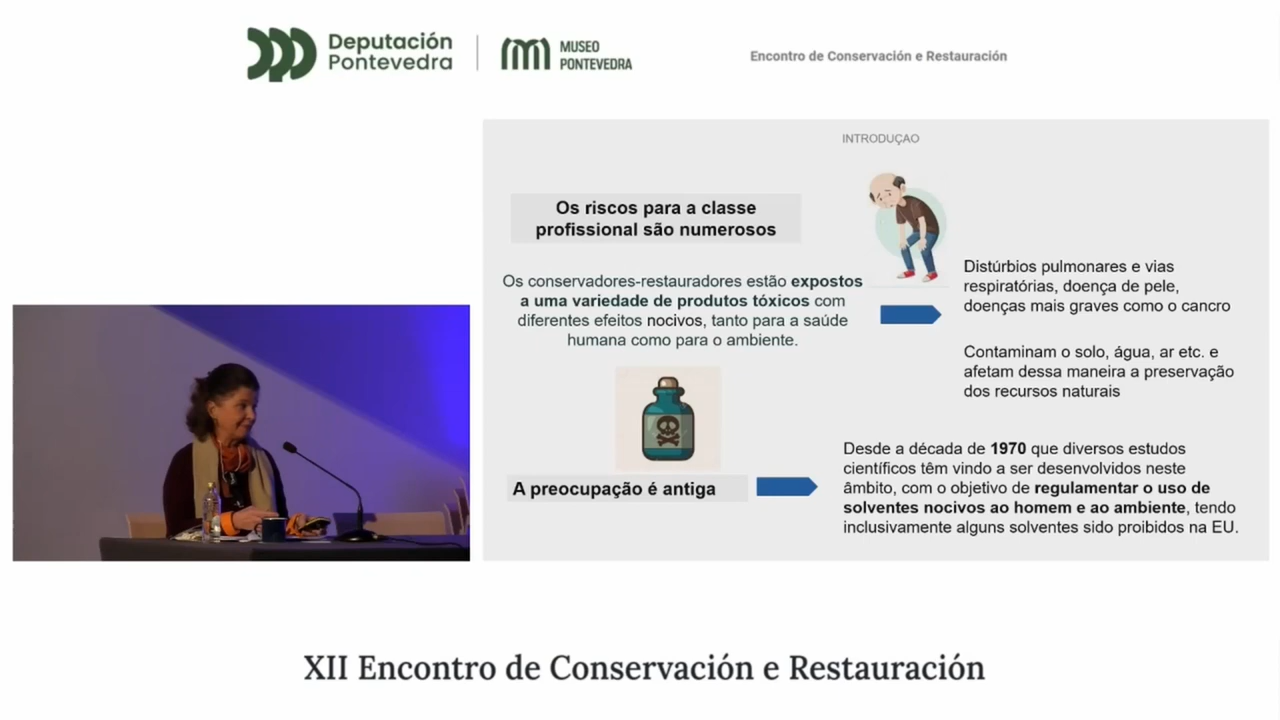 Deputación
Pontevedra
MUSEO
PONTEVEDRA
Encontro de Conservación e Restauración
INTRODUÇAO
Os riscos para a classe
profissional são numerosos
Os conservadores-restauradores estão expostos
a uma variedade de produtos tóxicos com
diferentes efeitos nocivos, tanto para a saúde
humana como para o ambiente.
Distúrbios pulmonares e vias
respiratórias, doença de pele,
doenças mais graves como o cancro
Contaminam o solo, água, ar etc. e
afetam dessa maneira a preservação
dos recursos naturais
A preocupação é antiga
Desde a década de 1970 que diversos estudos
científicos têm vindo a ser desenvolvidos neste
âmbito, com o objetivo de regulamentar o uso de
solventes nocivos ao homem e ao ambiente, tendo
inclusivamente alguns solventes sido proibidos na EU.
XII Encontro de Conservación e Restauración